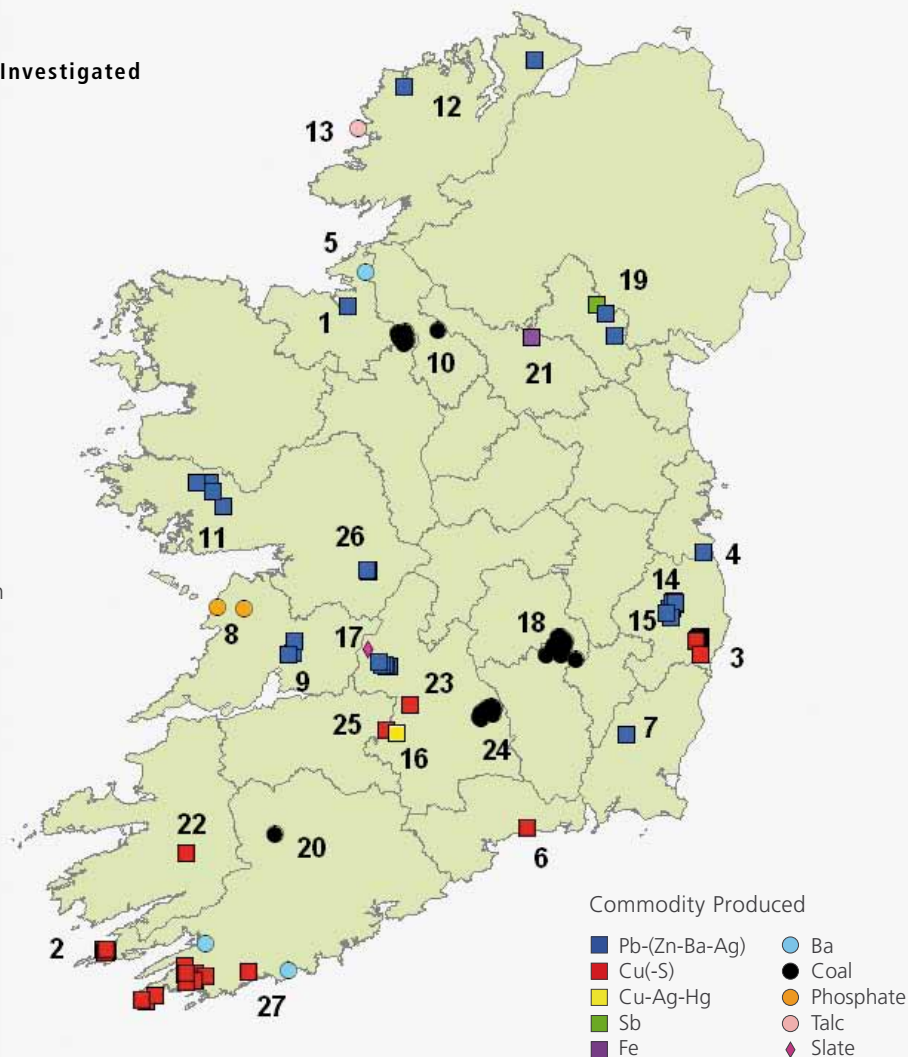 Investigated
12
13
5
19
1
10
21
11
26
4
14
8
17
18
15
9
3
23
25
7
16
24
22
20
6
2
27
n
Commodity Produced
Pb-(Zn-Ba-Ag)
Cu(-S)
Cu-Ag-Hg
Sb
Fe
Ba
Coal
Phosphate
Talc
Slate